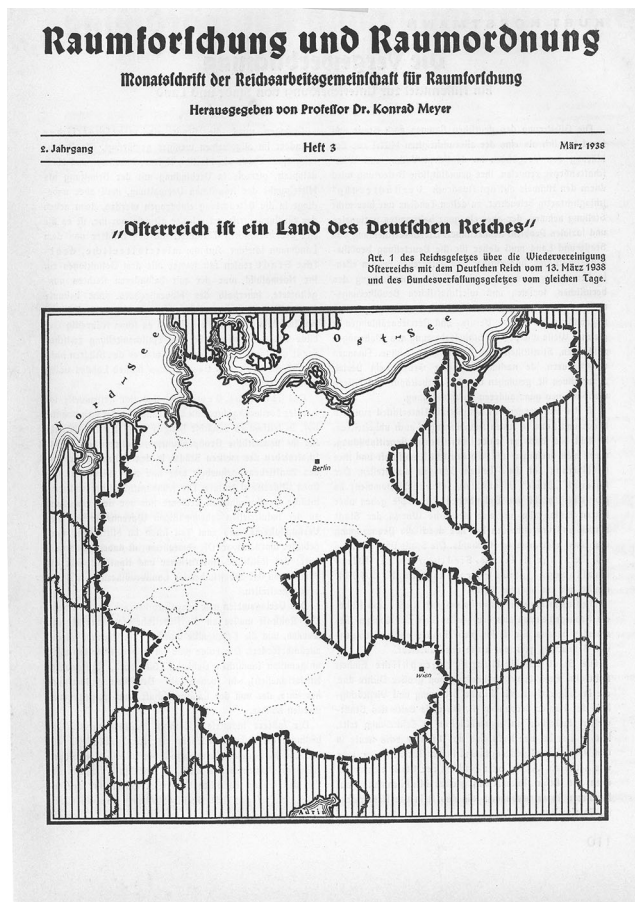 Raumforschung und Raumordnung
Monatsschrift der Reichsarbeitsgemeinschaft für Raumforschung
Herausgegeben von Professor Dr. Konrad Meyer
2. Jahrgang Heft 3 März 1938
„Österreich ist ein Land des Deutschen Reiches“
Art. 1 des Reichsgesetzes über die Wiedervereinigung
Österreichs mit dem Deutschen Reich vom 13. März 1938
und des Bundesverfassungsgesetzes vom gleichen Tage.
Ost-See
Nord-See
Berlin
Wien
Adria
110